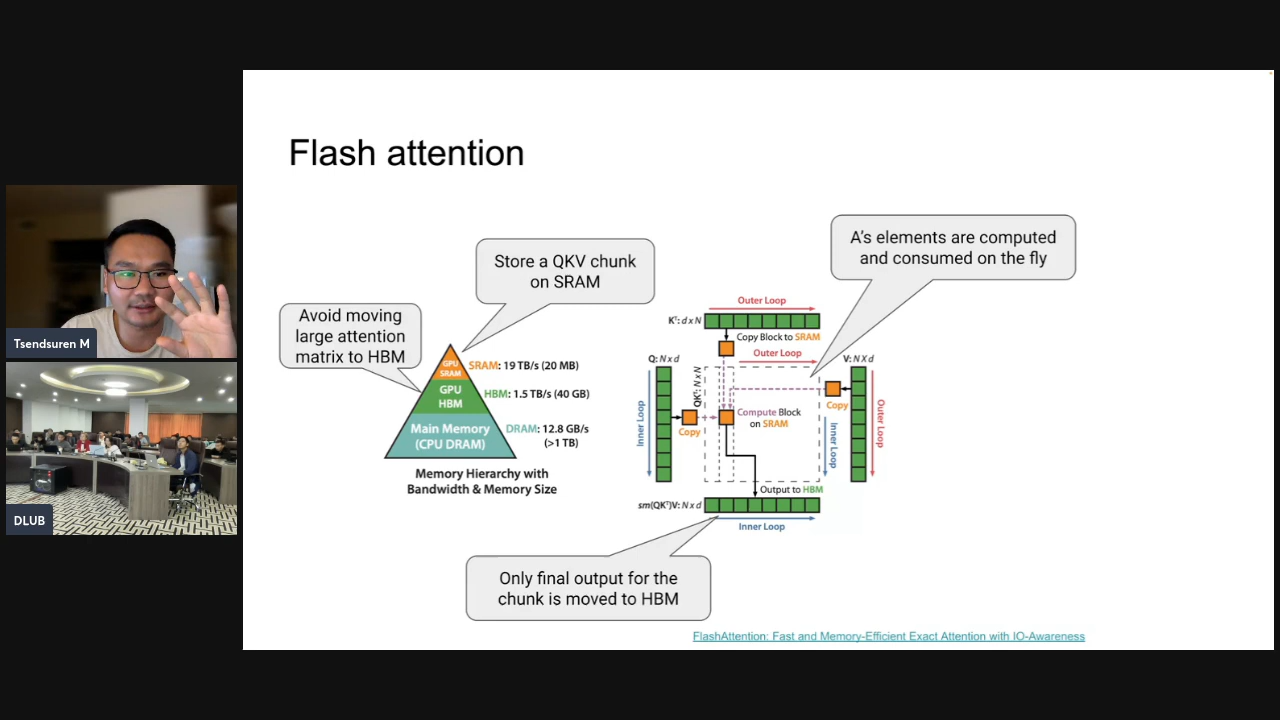 Flash attention
Store a QKV chunk
on SRAM
Avoid moving
large attention
matrix to HBM
A's elements are computed
and consumed on the fly
GPU
SRAM
SRAM: 19 TB/s (20 MB)
GPU
HBM
HBM: 1.5 TB/s (40 GB)
Main Memory
(CPU DRAM)
DRAM: 12.8 GB/s
(>1 TB)
Memory Hierarchy with
Bandwidth & Memory Size
Outer Loop
Kᵀ: d x N
Copy Block to SRAM
Outer Loop
Q: N x d
V: N X d
QKᵀ: N x N
Copy
Compute Block
on SRAM
Copy
Inner Loop
Inner Loop
Outer Loop
Output to HBM
sm(QKᵀ)V: N x d
Inner Loop
Only final output for the
chunk is moved to HBM
FlashAttention: Fast and Memory-Efficient Exact Attention with IO-Awareness
Tsendsuren M
DLUB